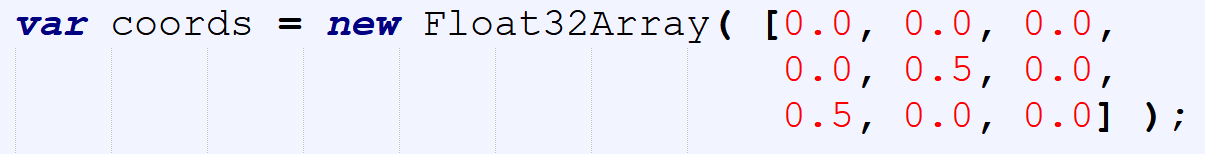 var coords = new Float32Array( [0.0, 0.0, 0.0,
0.0, 0.5, 0.0,
0.5, 0.0, 0.0] );